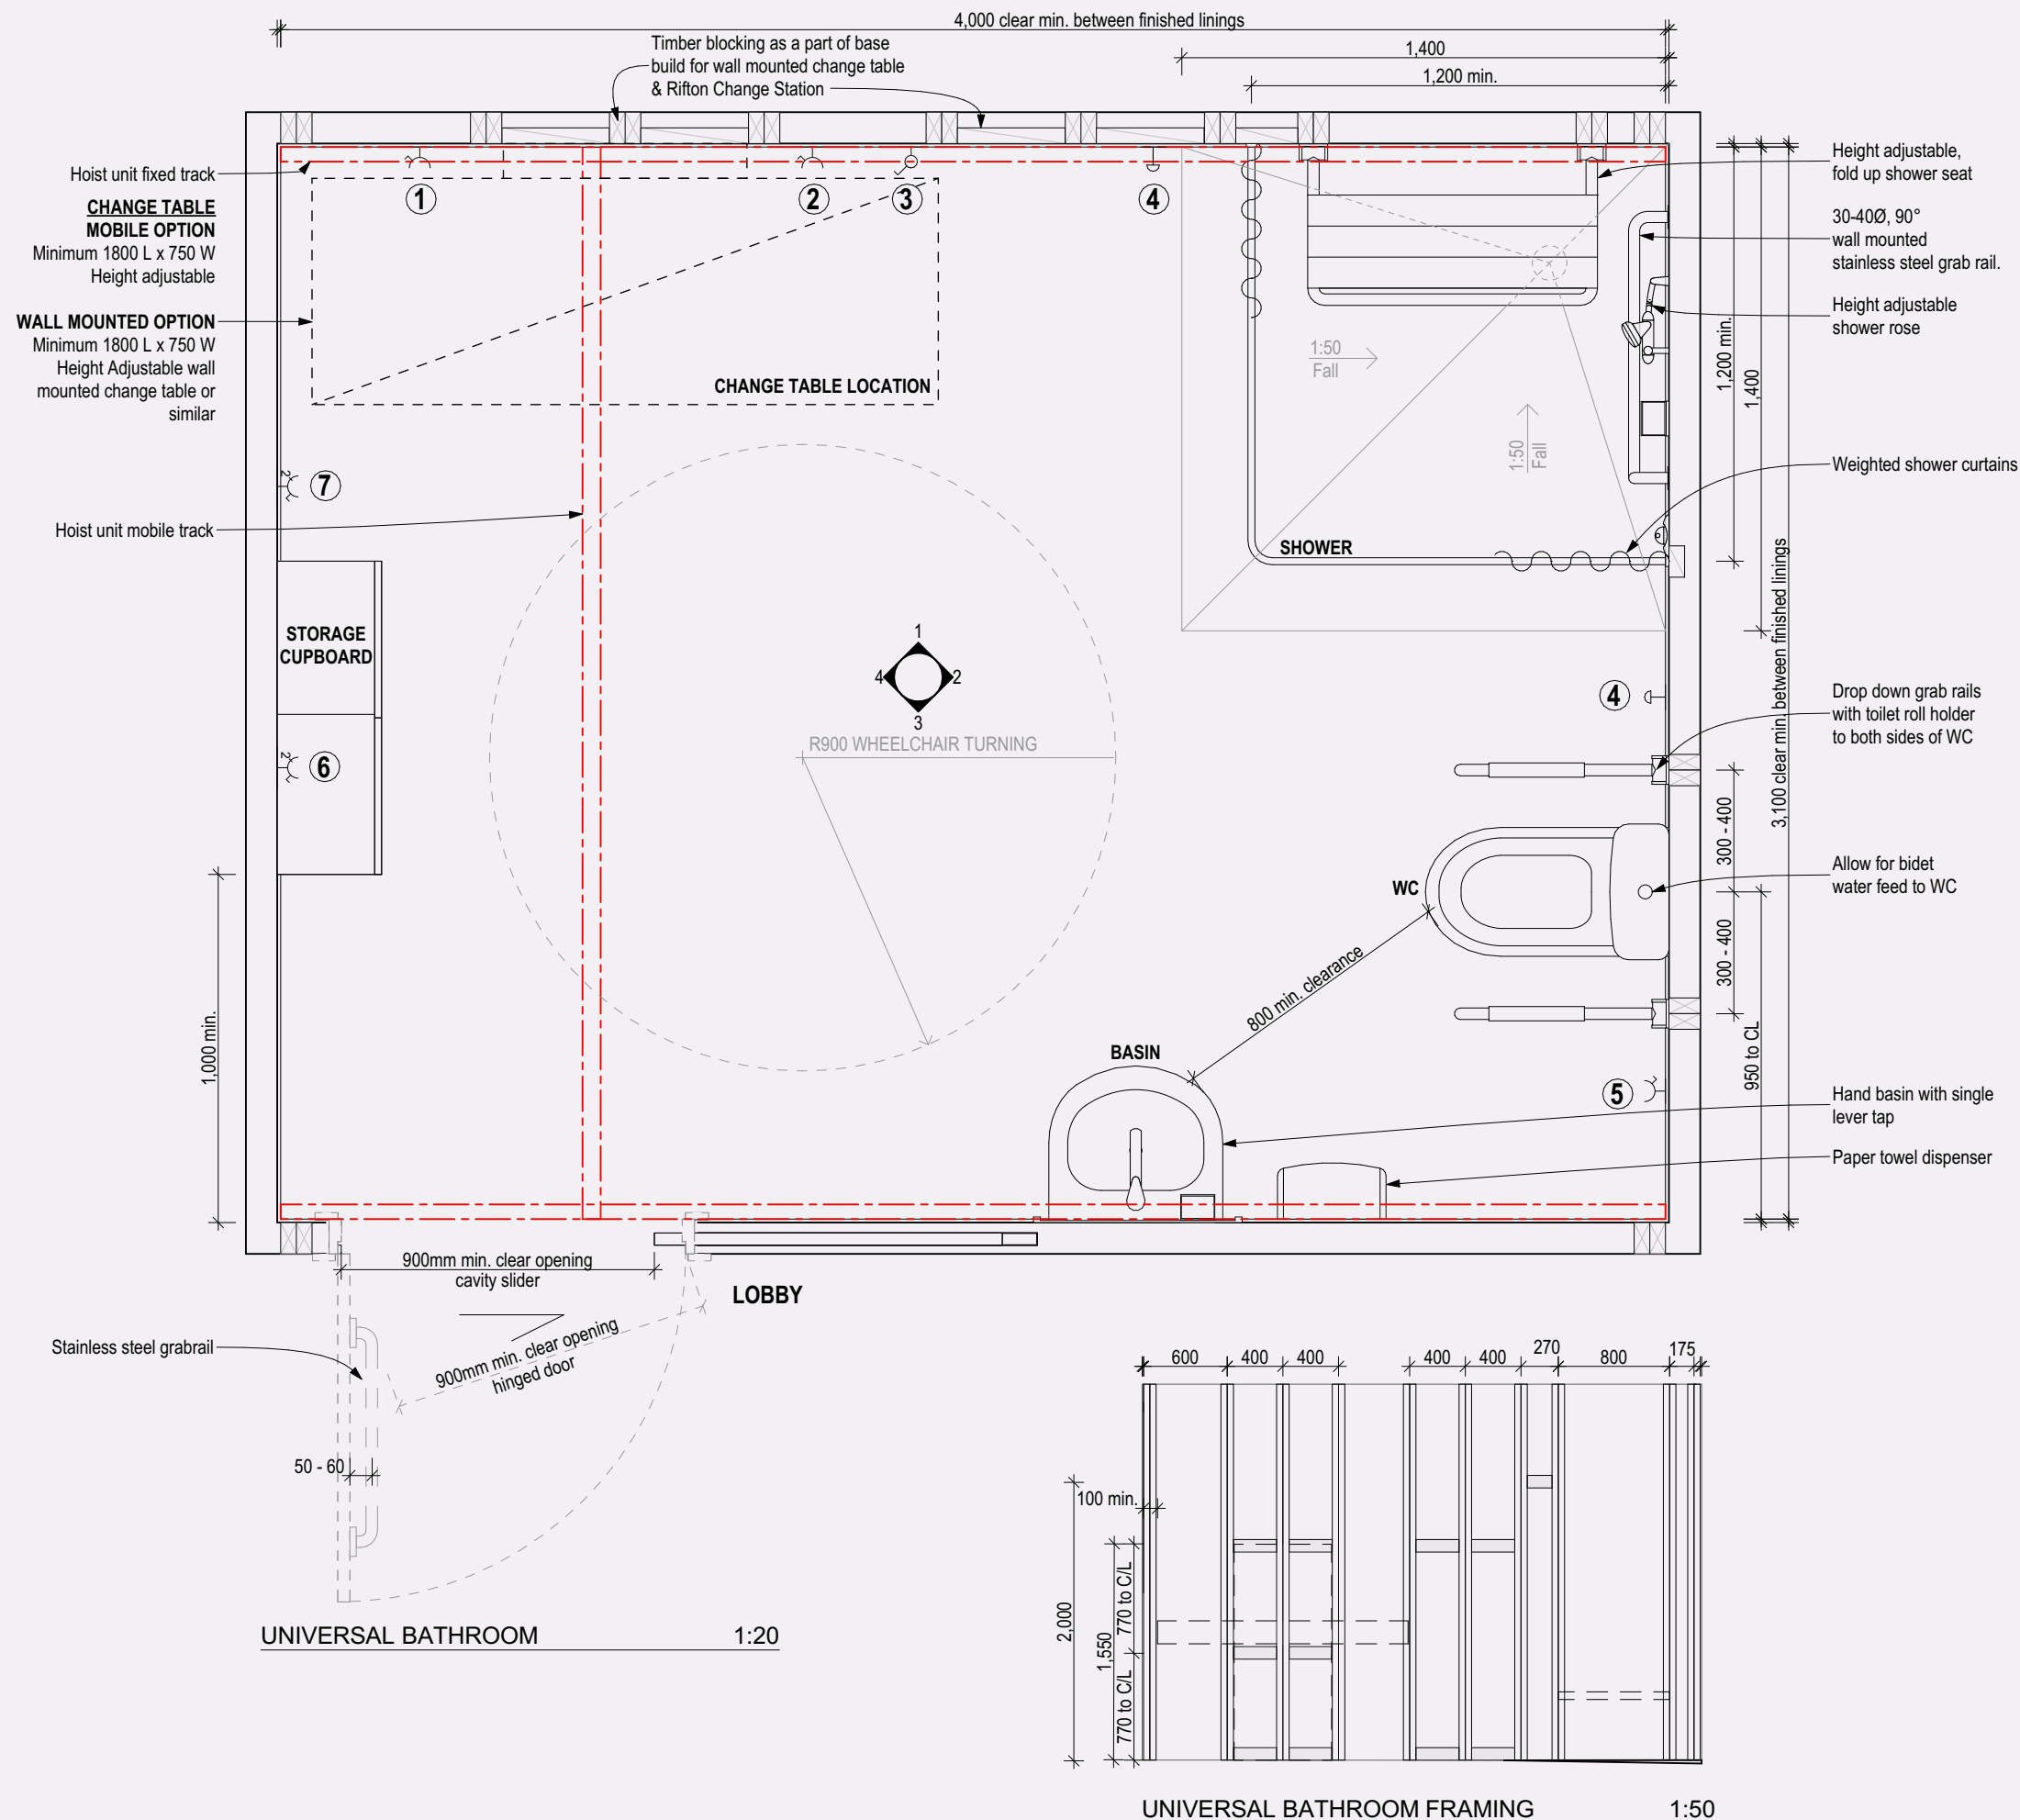 4,000 clear min. between finished linings
Timber blocking as a part of base
build for wall mounted change table
& Rifton Change Station
1,400
1,200 min.
Hoist unit fixed track
CHANGE TABLE
MOBILE OPTION
Minimum 1800 L x 750 W
Height adjustable
WALL MOUNTED OPTION
Minimum 1800 L x 750 W
Height Adjustable wall
mounted change table or
similar
1
2
3
4
CHANGE TABLE LOCATION
Height adjustable,
fold up shower seat
30-40Ø, 90°
wall mounted
stainless steel grab rail.
Height adjustable
shower rose
1:50
Fall
1:50
Fall
1,200 min.
1,400
3,100 clear min. between finished linings
Weighted shower curtains
2
7
Hoist unit mobile track
SHOWER
STORAGE
CUPBOARD
1
4
2
3
R900 WHEELCHAIR TURNING
4
Drop down grab rails
with toilet roll holder
to both sides of WC
2
6
300 - 400
WC
Allow for bidet
water feed to WC
300 - 400
800 min. clearance
1,000 min.
BASIN
950 to CL
5
Hand basin with single
lever tap
Paper towel dispenser
900mm min. clear opening
cavity slider
LOBBY
Stainless steel grabrail
900mm min. clear opening
hinged door
50 - 60
UNIVERSAL BATHROOM 1:20
600 400 400 400 400 270 800 175
100 min.
2,000
1,550
770 to C/L
770 to C/L
UNIVERSAL BATHROOM FRAMING 1:50